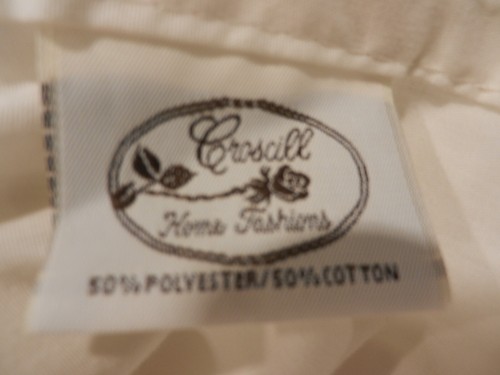 Croscill
Home Fashions
50% POLYESTER/50% COTTON